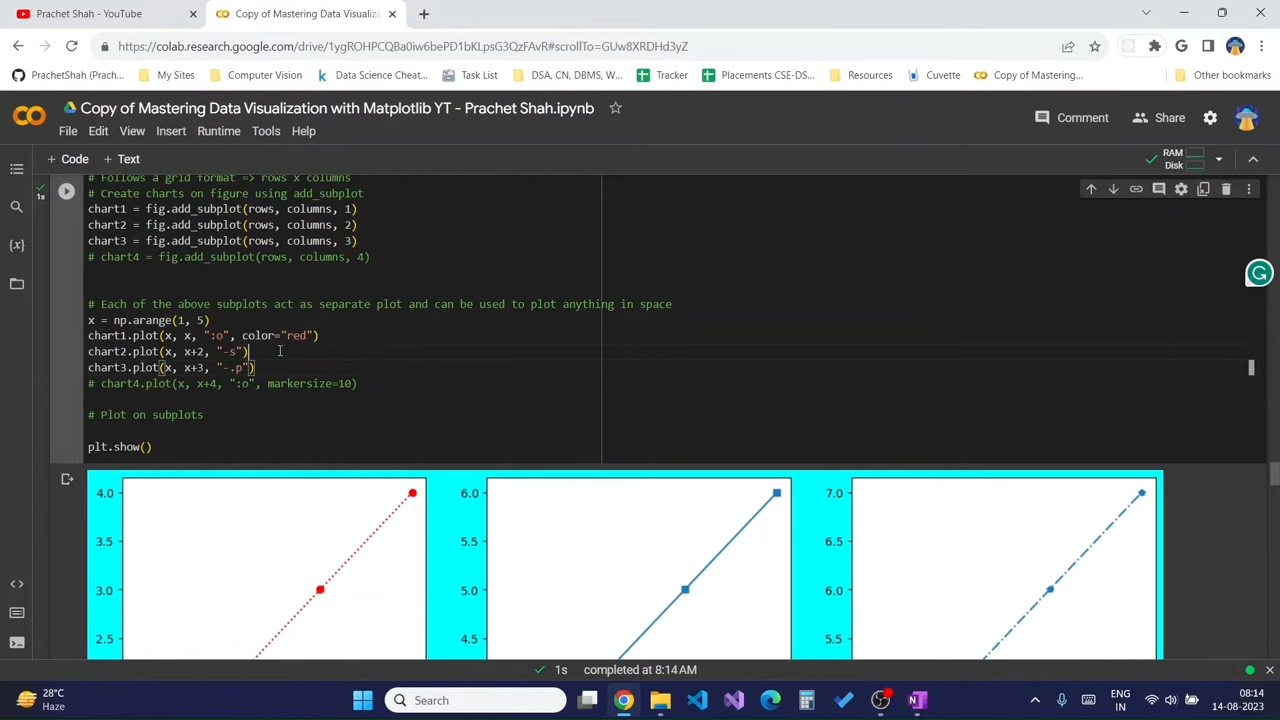 Prachet Shah - YouTube
Copy of Mastering Data Visualiza
https://colab.research.google.com/drive/1ygROHPCQBa0iwEbePD1bKLpsG3QzFAvR#scrollTo=GUw8XRDHd3yZ
PrachetShah (Prach...
My Sites
Computer Vision
Data Science Cheat...
Task List
DSA, CN, DBMS, W...
Tracker
Placements CSE-DS...
Resources
Cuvette
Copy of Mastering...
Other bookmarks
Copy of Mastering Data Visualization with Matplotlib YT - Prachet Shah.ipynb
Comment
Share
File Edit View Insert Runtime Tools Help
+ Code + Text
RAM
Disk
1s
# Follows a grid format => rows x columns
# Create charts on figure using add_subplot
chart1 = fig.add_subplot(rows, columns, 1)
chart2 = fig.add_subplot(rows, columns, 2)
chart3 = fig.add_subplot(rows, columns, 3)
# chart4 = fig.add_subplot(rows, columns, 4)
# Each of the above subplots act as separate plot and can be used to plot anything in space
x = np.arange(1, 5)
chart1.plot(x, x, ":o", color="red")
chart2.plot(x, x+2, "-s")
chart3.plot(x, x+3, "-.p")
# chart4.plot(x, x+4, ":o", markersize=10)
# Plot on subplots
plt.show()
4.0 6.0 7.0
3.5 5.5 6.5
3.0 5.0 6.0
2.5 4.5 5.5
1s completed at 8:14 AM
28°C
Haze
Search
ENG
IN
08:14
14-08-2023